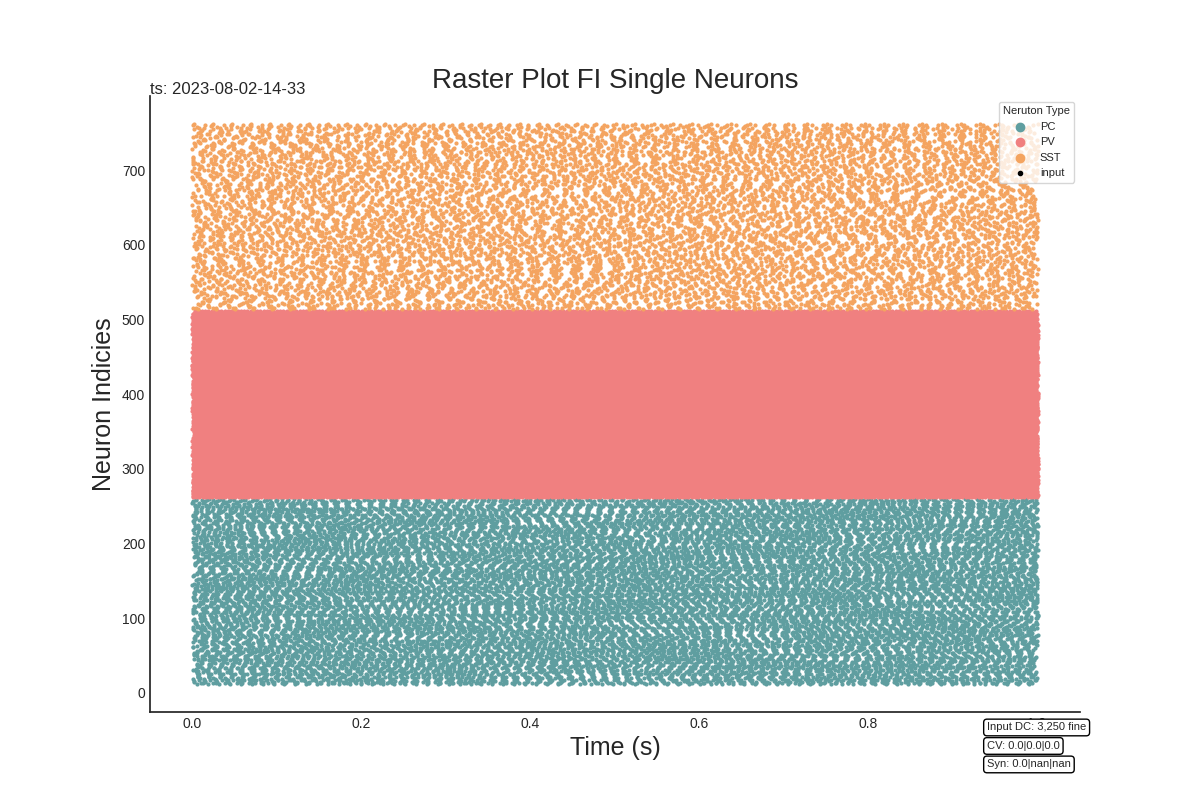 Raster Plot FI Single Neurons
ts: 2023-08-02-14-33
Neruton Type
PC
PV
SST
input
Neuron Indicies
700
600
500
400
300
200
100
0
0.0 0.2 0.4 0.6 0.8
Time (s)
Input DC: 3,250 fine
CV: 0.0|0.0|0.0
Syn: 0.0|nan|nan